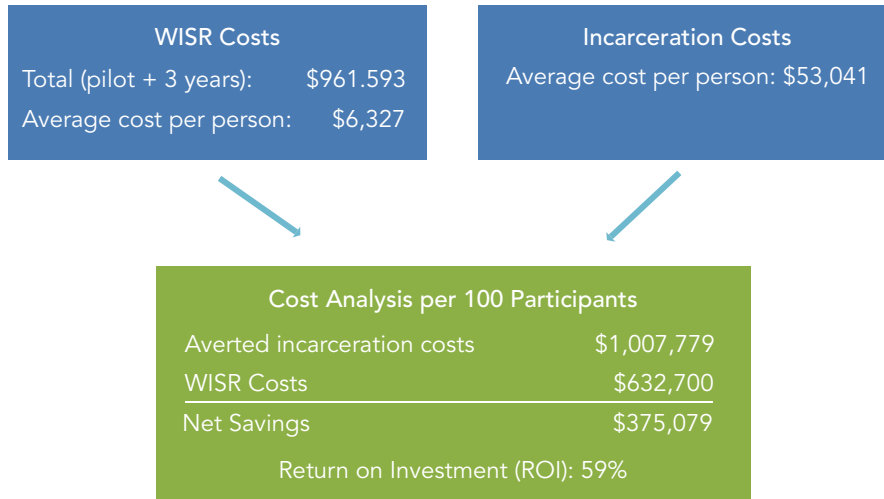 WISR Costs
Total (pilot + 3 years): $961.593
Average cost per person: $6,327
Incarceration Costs
Average cost per person: $53,041
Cost Analysis per 100 Participants
Averted incarceration costs $1,007,779
WISR Costs $632,700
Net Savings $375,079
Return on Investment (ROI): 59%